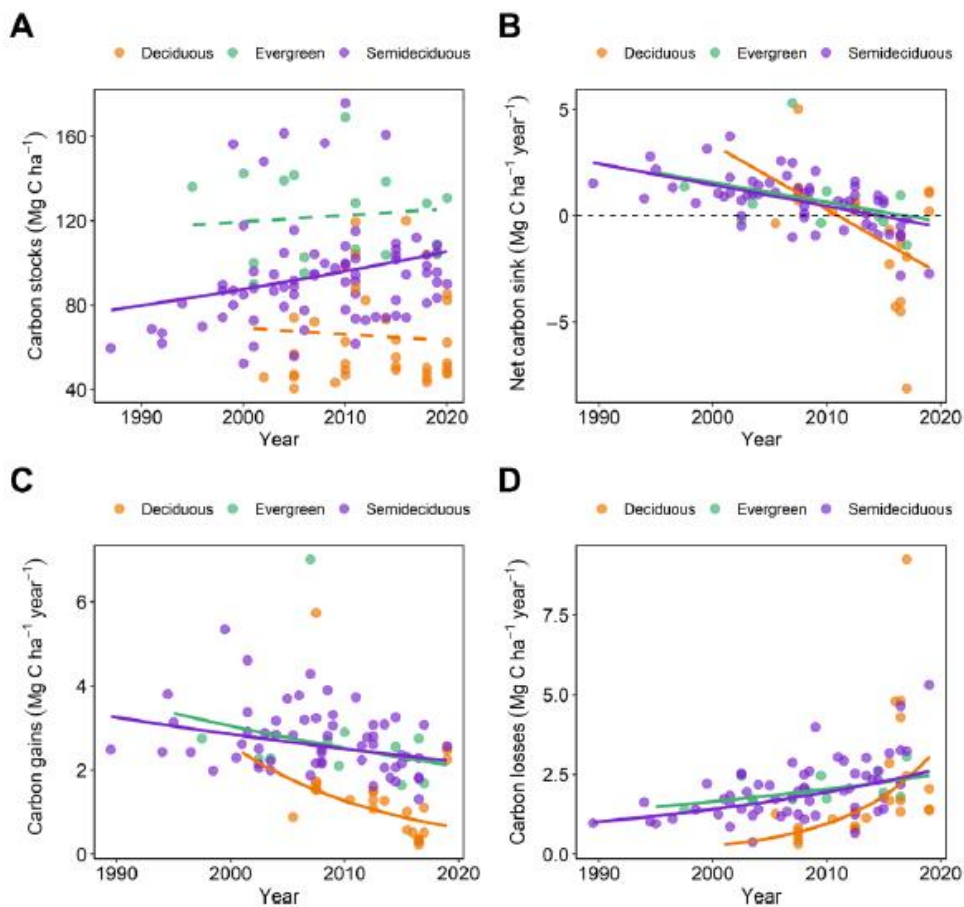 A
Deciduous Evergreen Semideciduous
Carbon stocks (Mg C ha⁻¹)
160
120
80
40
1990 2000 2010 2020
Year
B
Deciduous Evergreen Semideciduous
Net carbon sink (Mg C ha⁻¹ year⁻¹)
5
0
−5
1990 2000 2010 2020
Year
C
Deciduous Evergreen Semideciduous
Carbon gains (Mg C ha⁻¹ year⁻¹)
6
4
2
0
1990 2000 2010 2020
Year
D
Deciduous Evergreen Semideciduous
Carbon losses (Mg C ha⁻¹ year⁻¹)
7.5
5.0
2.5
0.0
1990 2000 2010 2020
Year